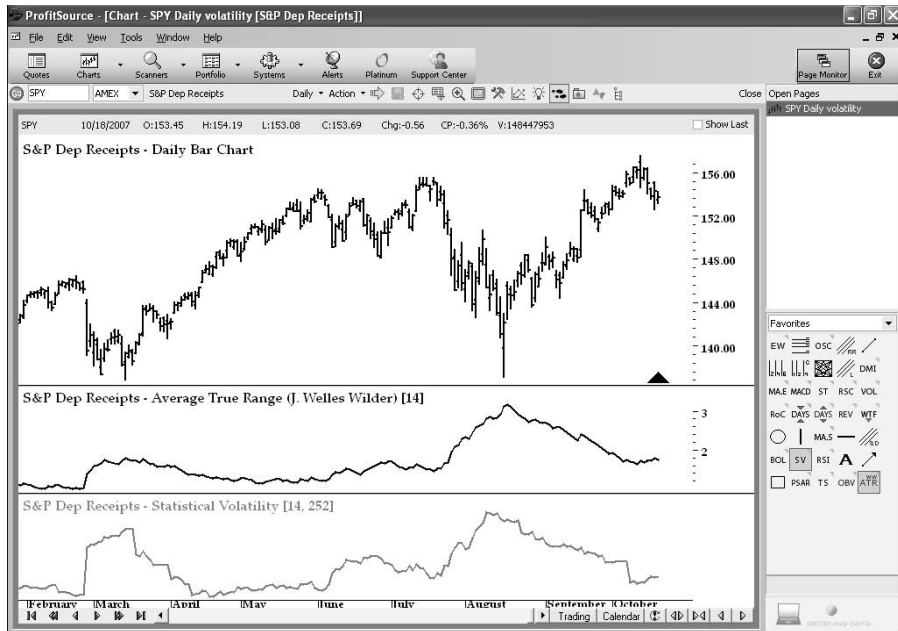 ProfitSource - [Chart - SPY Daily volatility [S&P Dep Receipts]]
File Edit View Tools Window Help
Quotes Charts Scanners Portfolio Systems Alerts Platinum Support Center Page Monitor Exit
GO SPY AMEX S&P Dep Receipts Daily Action Close Open Pages
SPY Daily volatility
SPY 10/18/2007 O:153.45 H:154.19 L:153.08 C:153.69 Chg:-0.56 CP:-0.36% V:148447953 Show Last
S&P Dep Receipts - Daily Bar Chart
156.00
152.00
148.00
144.00
140.00
S&P Dep Receipts - Average True Range (J. Welles Wilder) [14]
3
2
S&P Dep Receipts - Statistical Volatility [14, 252]
February March April May June July August September October
Trading Calendar
Favorites
EW OSC RR
L DMI
MA.E MACD ST RSC VOL
RoC DAYS DAYS REV WTF
MA.S SD
BOL SV RSI A
PSAR TS OBV WW ATR
RECEIVING DATA